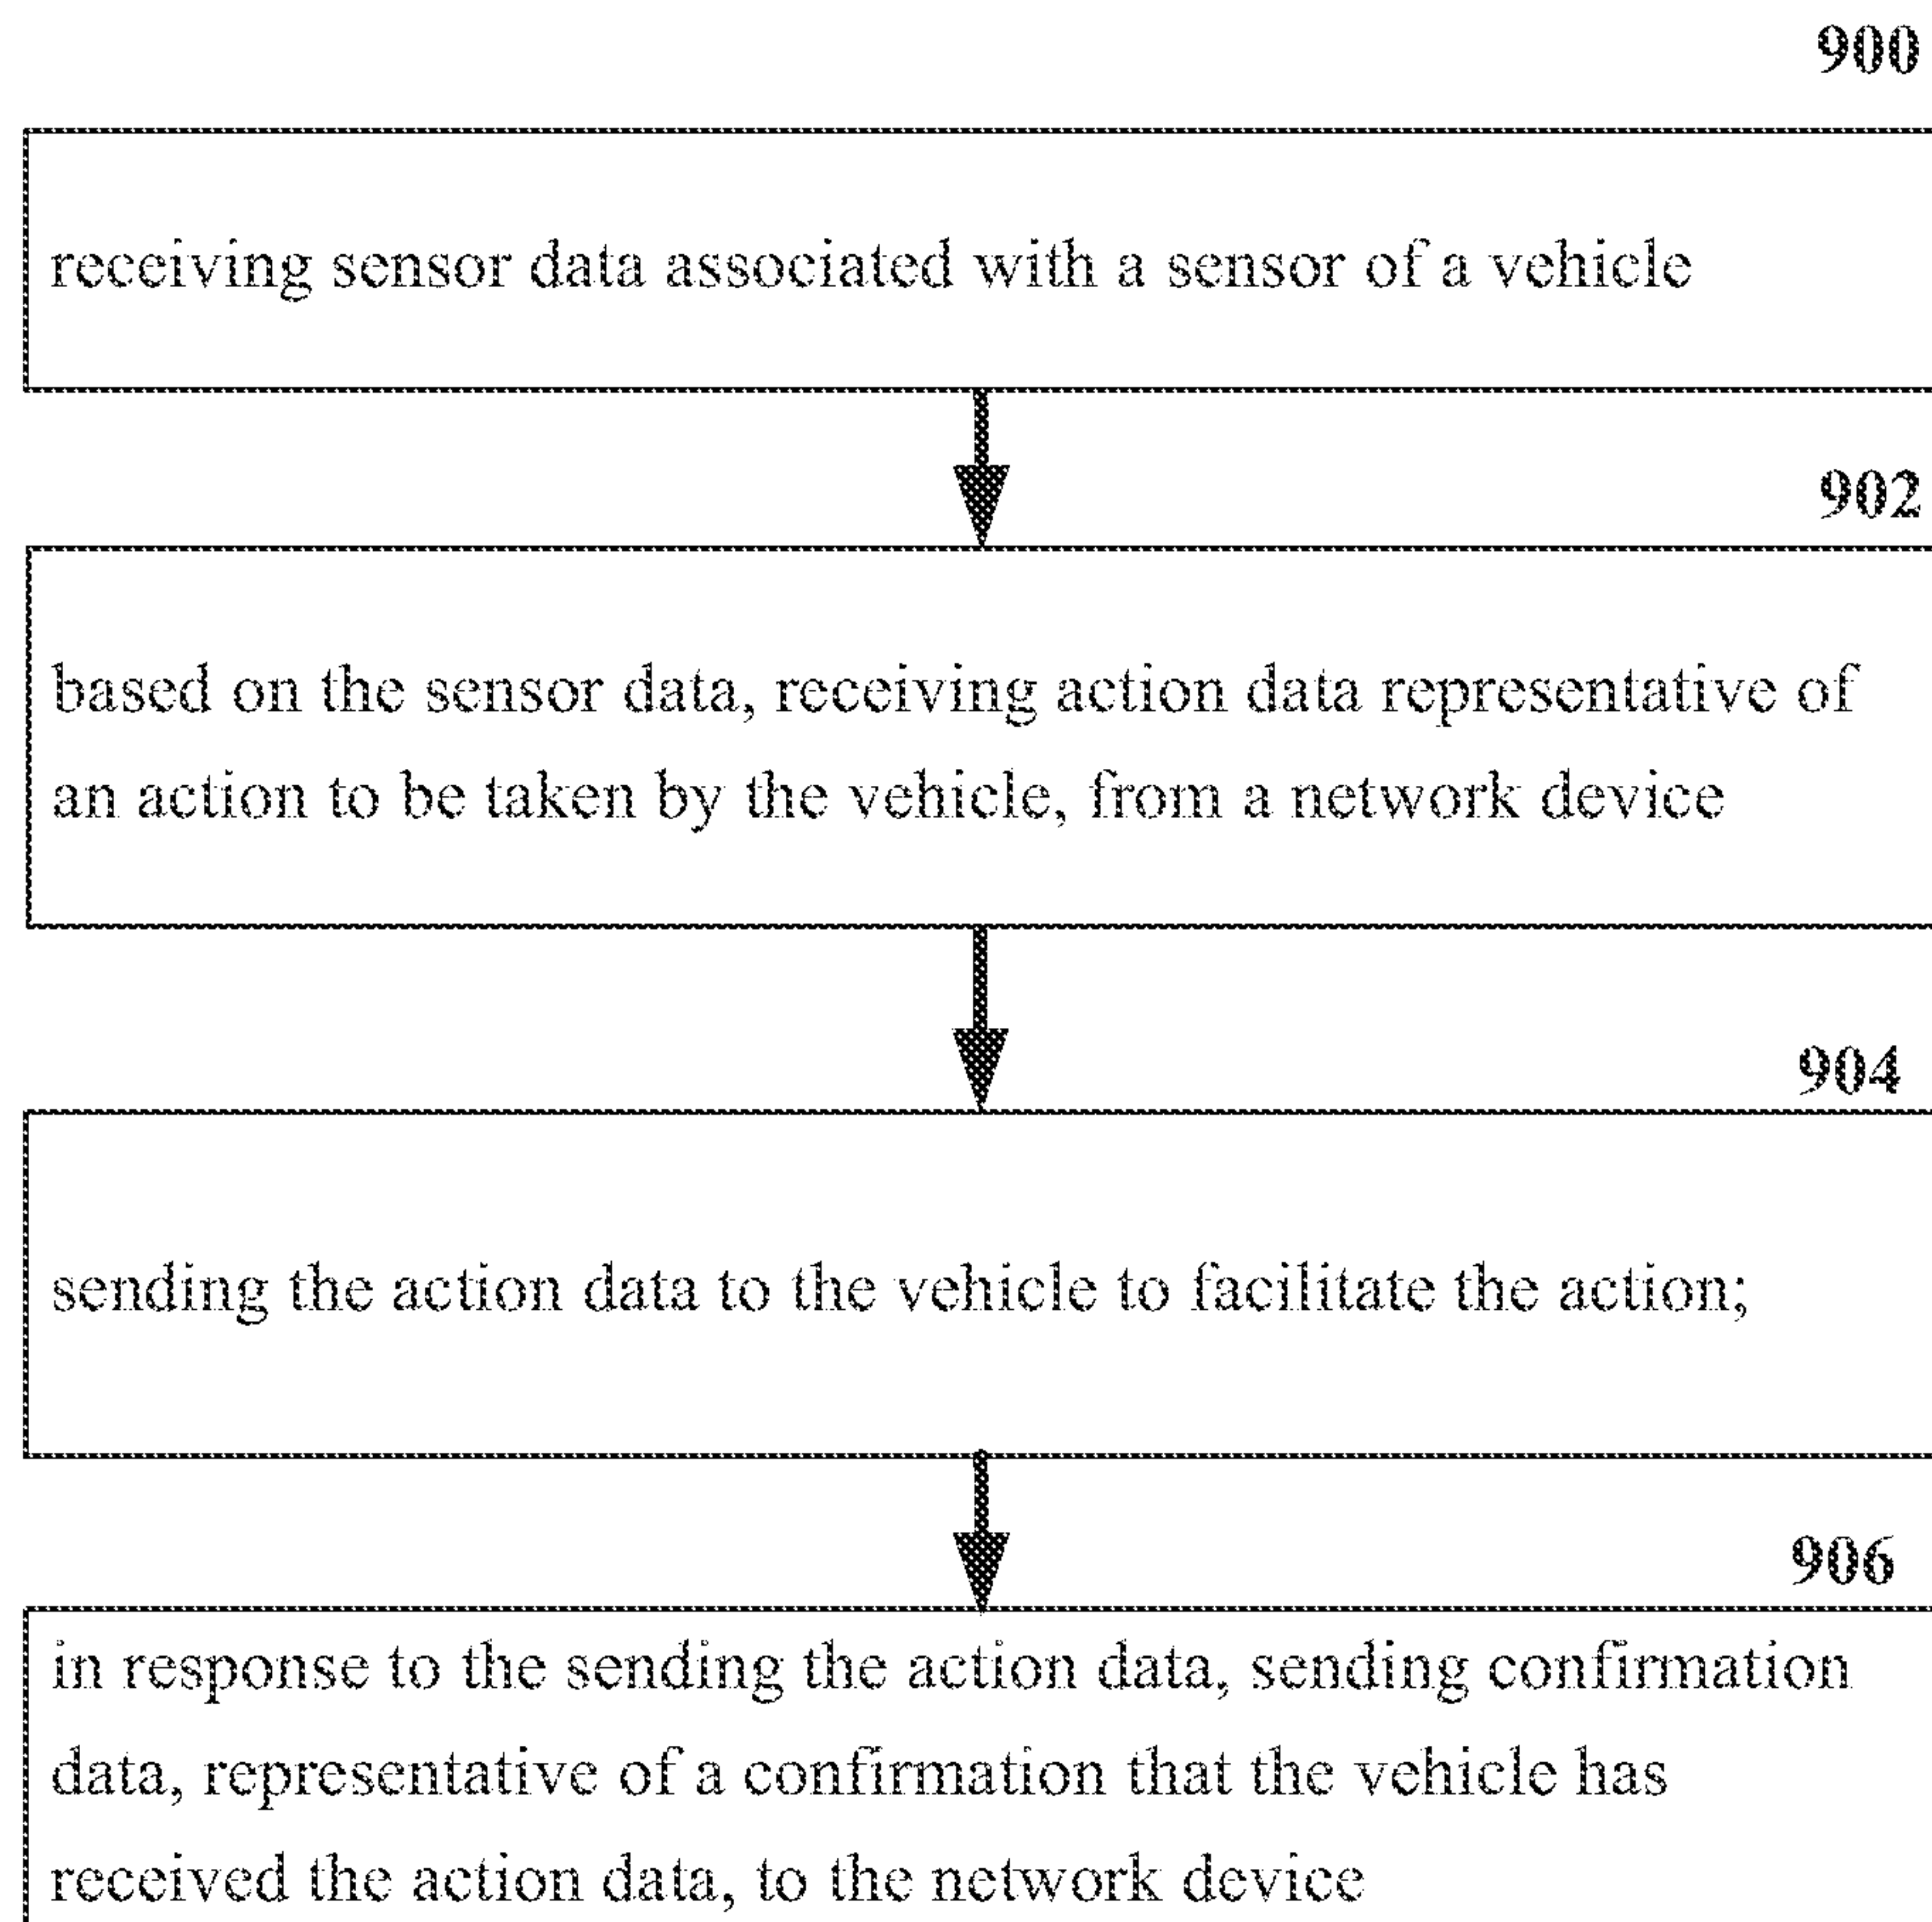 900
receiving sensor data associated with a sensor of a vehicle
902
based on the sensor data, receiving action data representative of
an action to be taken by the vehicle, from a network device
904
sending the action data to the vehicle to facilitate the action;
906
in response to the sending the action data, sending confirmation
data, representative of a confirmation that the vehicle has
received the action data, to the network device